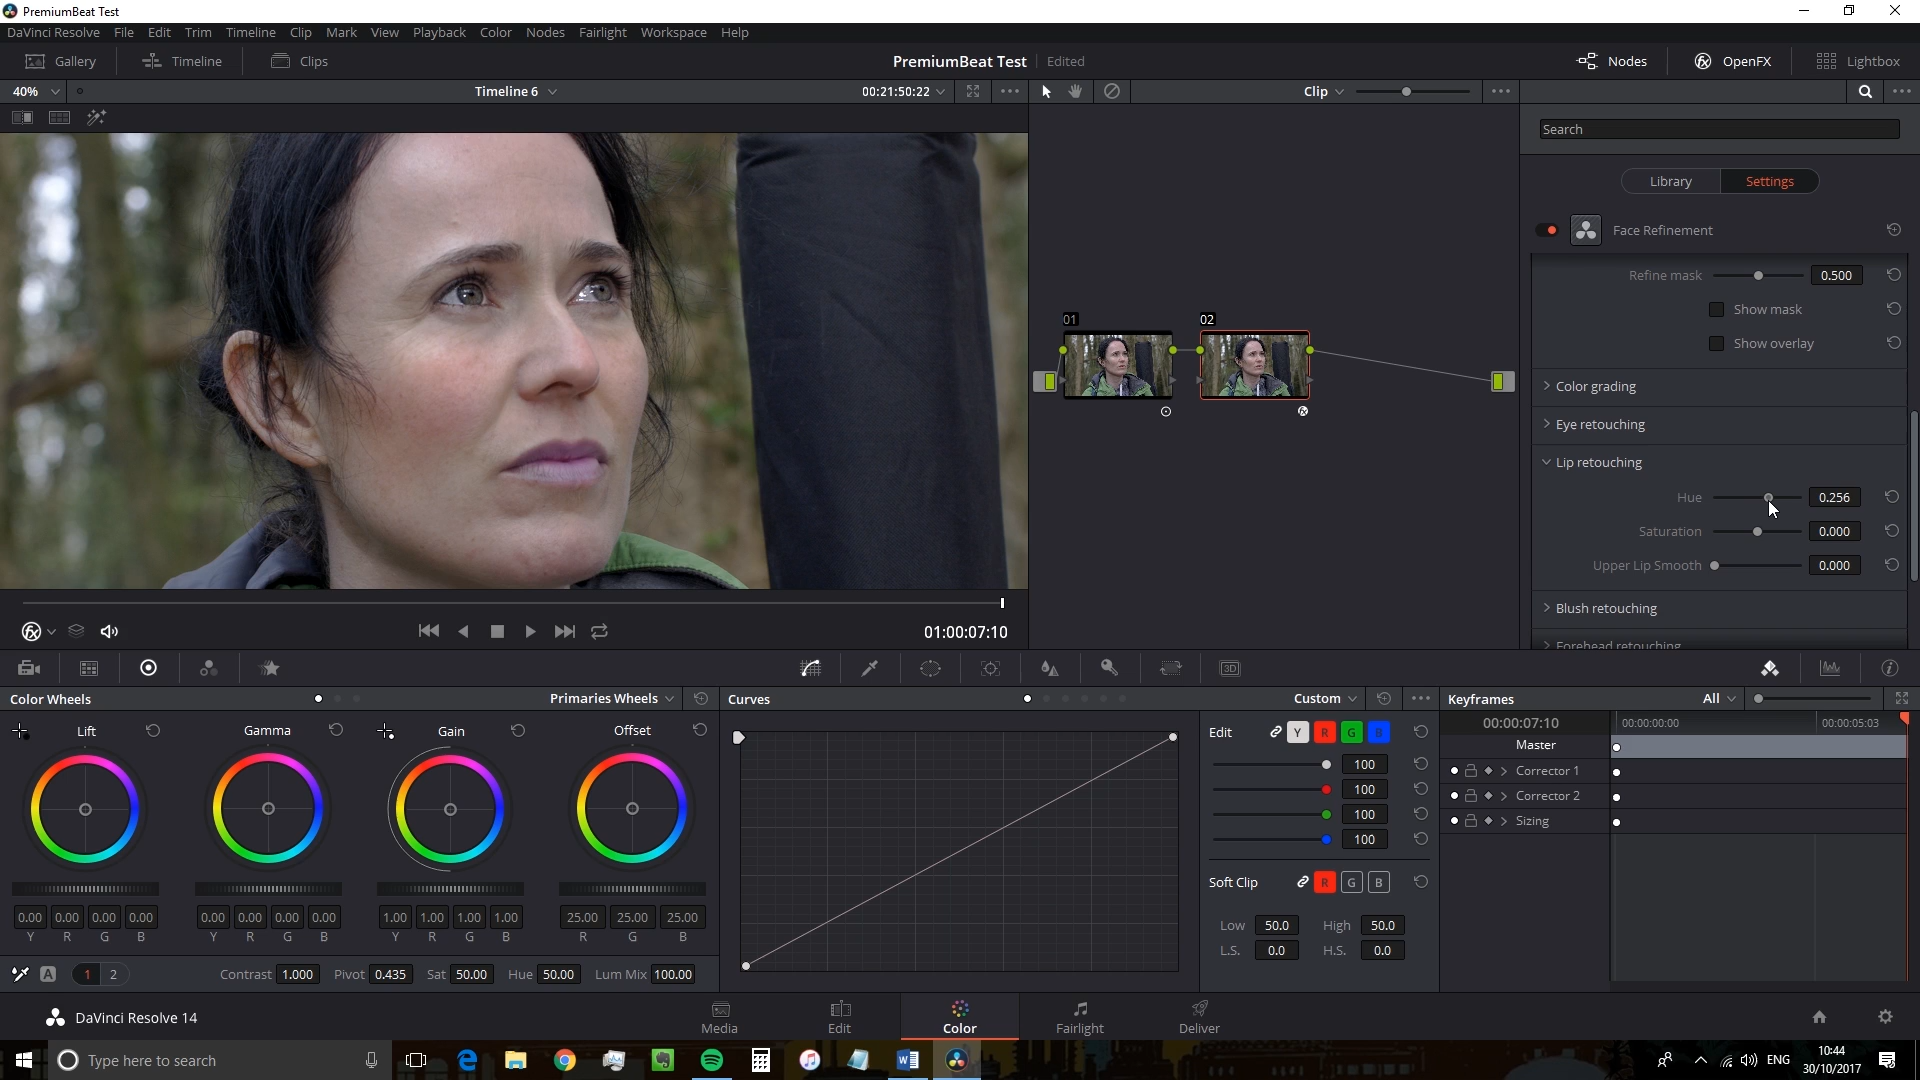 PremiumBeat Test
DaVinci Resolve File Edit Trim Timeline Clip Mark View Playback Color Nodes Fairlight Workspace Help
Gallery Timeline Clips PremiumBeat Test Edited Nodes OpenFX Lightbox
40% Timeline 6 00:21:50:22 Clip
Search
Library Settings
Face Refinement
Refine mask 0.500
Show mask
Show overlay
Color grading
Eye retouching
Lip retouching
Hue 0.256
Saturation 0.000
Upper Lip Smooth 0.000
Blush retouching
Forehead retouching
01 02
01:00:07:10
3D
Color Wheels Primaries Wheels
Lift Gamma Gain Offset
0.00 0.00 0.00 0.00 0.00 0.00 0.00 0.00 1.00 1.00 1.00 1.00 25.00 25.00 25.00
Y R G B Y R G B Y R G B R G B
A 1 2 Contrast 1.000 Pivot 0.435 Sat 50.00 Hue 50.00 Lum Mix 100.00
Curves Custom
Edit Y R G B
100
100
100
100
Soft Clip R G B
Low 50.0 High 50.0
L.S. 0.0 H.S. 0.0
Keyframes All
00:00:07:10 00:00:00:00 00:00:05:03
Master
Corrector 1
Corrector 2
Sizing
DaVinci Resolve 14
Media Edit Color Fairlight Deliver
Type here to search
ENG
10:44
30/10/2017